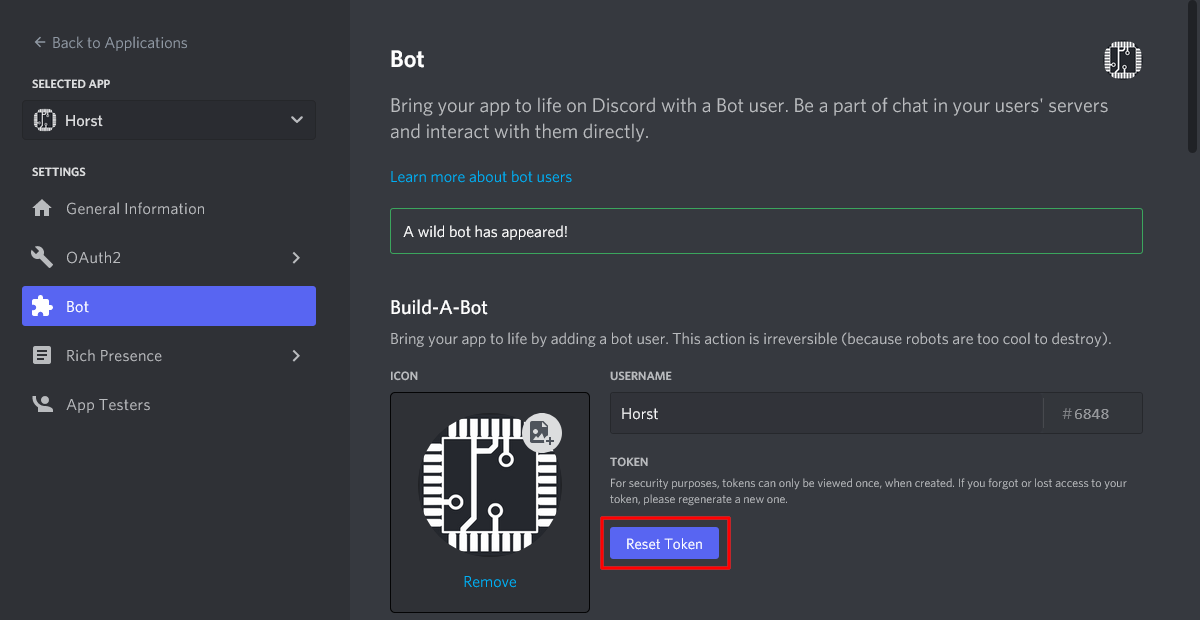 Back to Applications
SELECTED APP
Horst
SETTINGS
General Information
OAuth2
Bot
Rich Presence
App Testers
Bot
Bring your app to life on Discord with a Bot user. Be a part of chat in your users' servers
and interact with them directly.
Learn more about bot users
A wild bot has appeared!
Build-A-Bot
Bring your app to life by adding a bot user. This action is irreversible (because robots are too cool to destroy).
ICON
Remove
USERNAME
Horst #6848
TOKEN
For security purposes, tokens can only be viewed once, when created. If you forgot or lost access to your
token, please regenerate a new one.
Reset Token